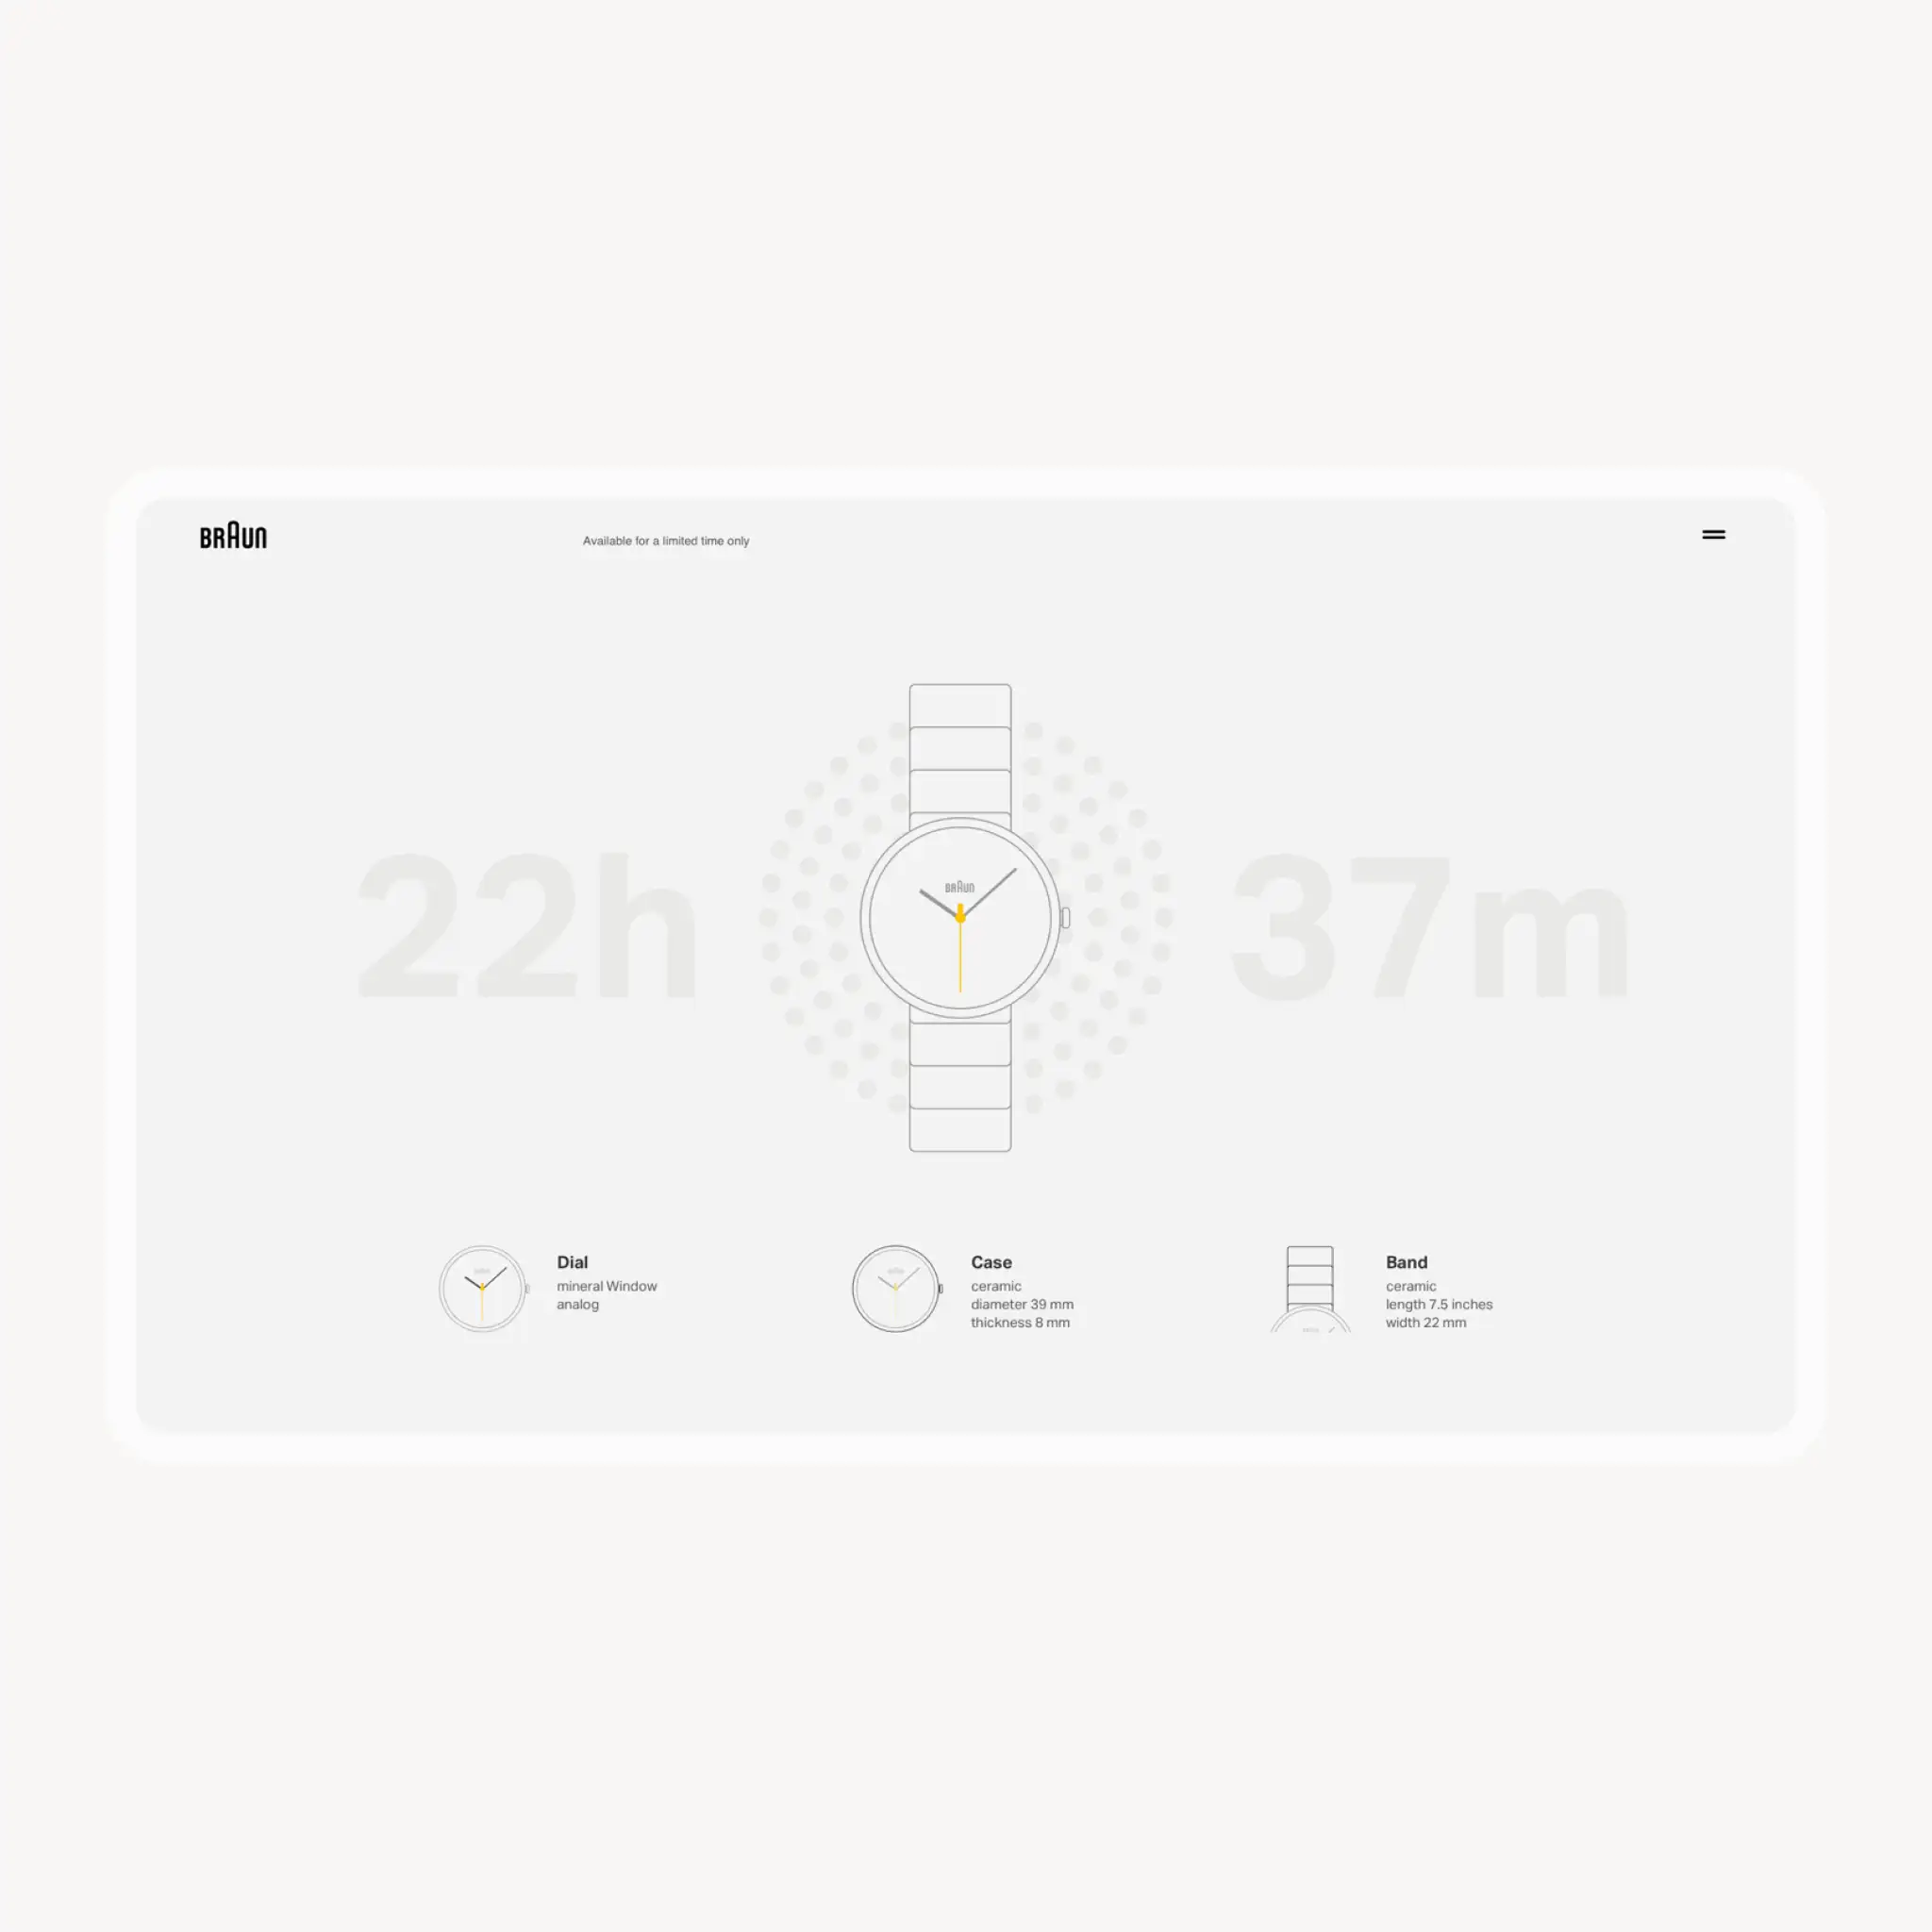 BRAUN
Available for a limited time only
22h
BRAUN
37m
Dial
mineral Window
analog
Case
ceramic
diameter 39 mm
thickness 8 mm
Band
ceramic
length 7.5 inches
width 22 mm